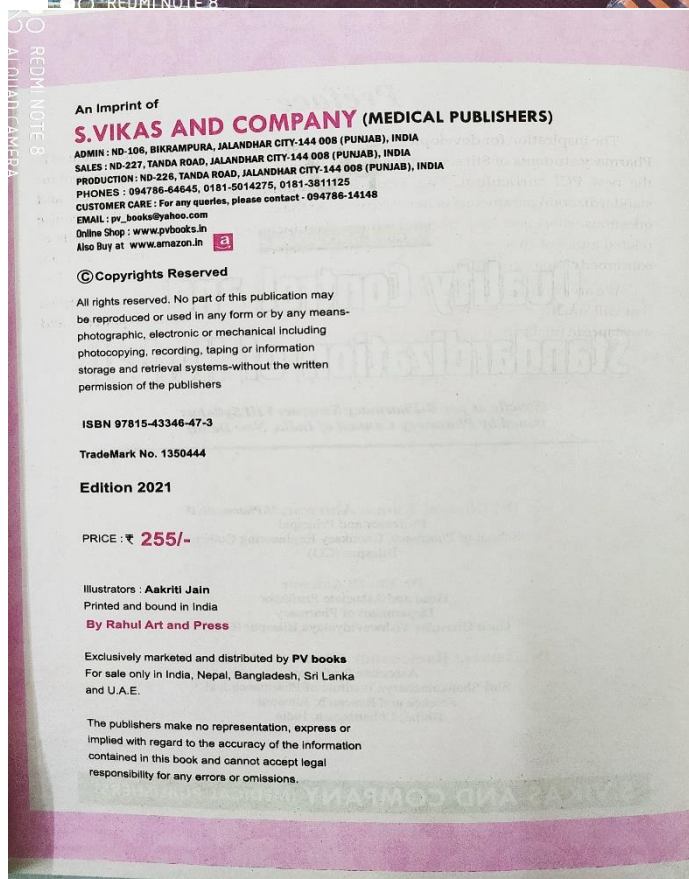 REDMI NOTE 8
REDMI NOTE 8
AI QUAD CAMERA
An Imprint of
S.VIKAS AND COMPANY (MEDICAL PUBLISHERS)
ADMIN : ND-106, BIKRAMPURA, JALANDHAR CITY-144 008 (PUNJAB), INDIA
SALES : ND-227, TANDA ROAD, JALANDHAR CITY-144 008 (PUNJAB), INDIA
PRODUCTION : ND-226, TANDA ROAD, JALANDHAR CITY-144 008 (PUNJAB), INDIA
PHONES : 094786-64645, 0181-5014275, 0181-3811125
CUSTOMER CARE : For any queries, please contact - 094786-14148
EMAIL : pv_books@yahoo.com
Online Shop : www.pvbooks.in
Also Buy at www.amazon.in a
©Copyrights Reserved
All rights reserved. No part of this publication may
be reproduced or used in any form or by any means-
photographic, electronic or mechanical including
photocopying, recording, taping or information
storage and retrieval systems-without the written
permission of the publishers
ISBN 97815-43346-47-3
TradeMark No. 1350444
Edition 2021
PRICE : ₹ 255/-
Illustrators : Aakriti Jain
Printed and bound in India
By Rahul Art and Press
Exclusively marketed and distributed by PV books
For sale only in India, Nepal, Bangladesh, Sri Lanka
and U.A.E.
The publishers make no representation, express or
implied with regard to the accuracy of the information
contained in this book and cannot accept legal
responsibility for any errors or omissions.